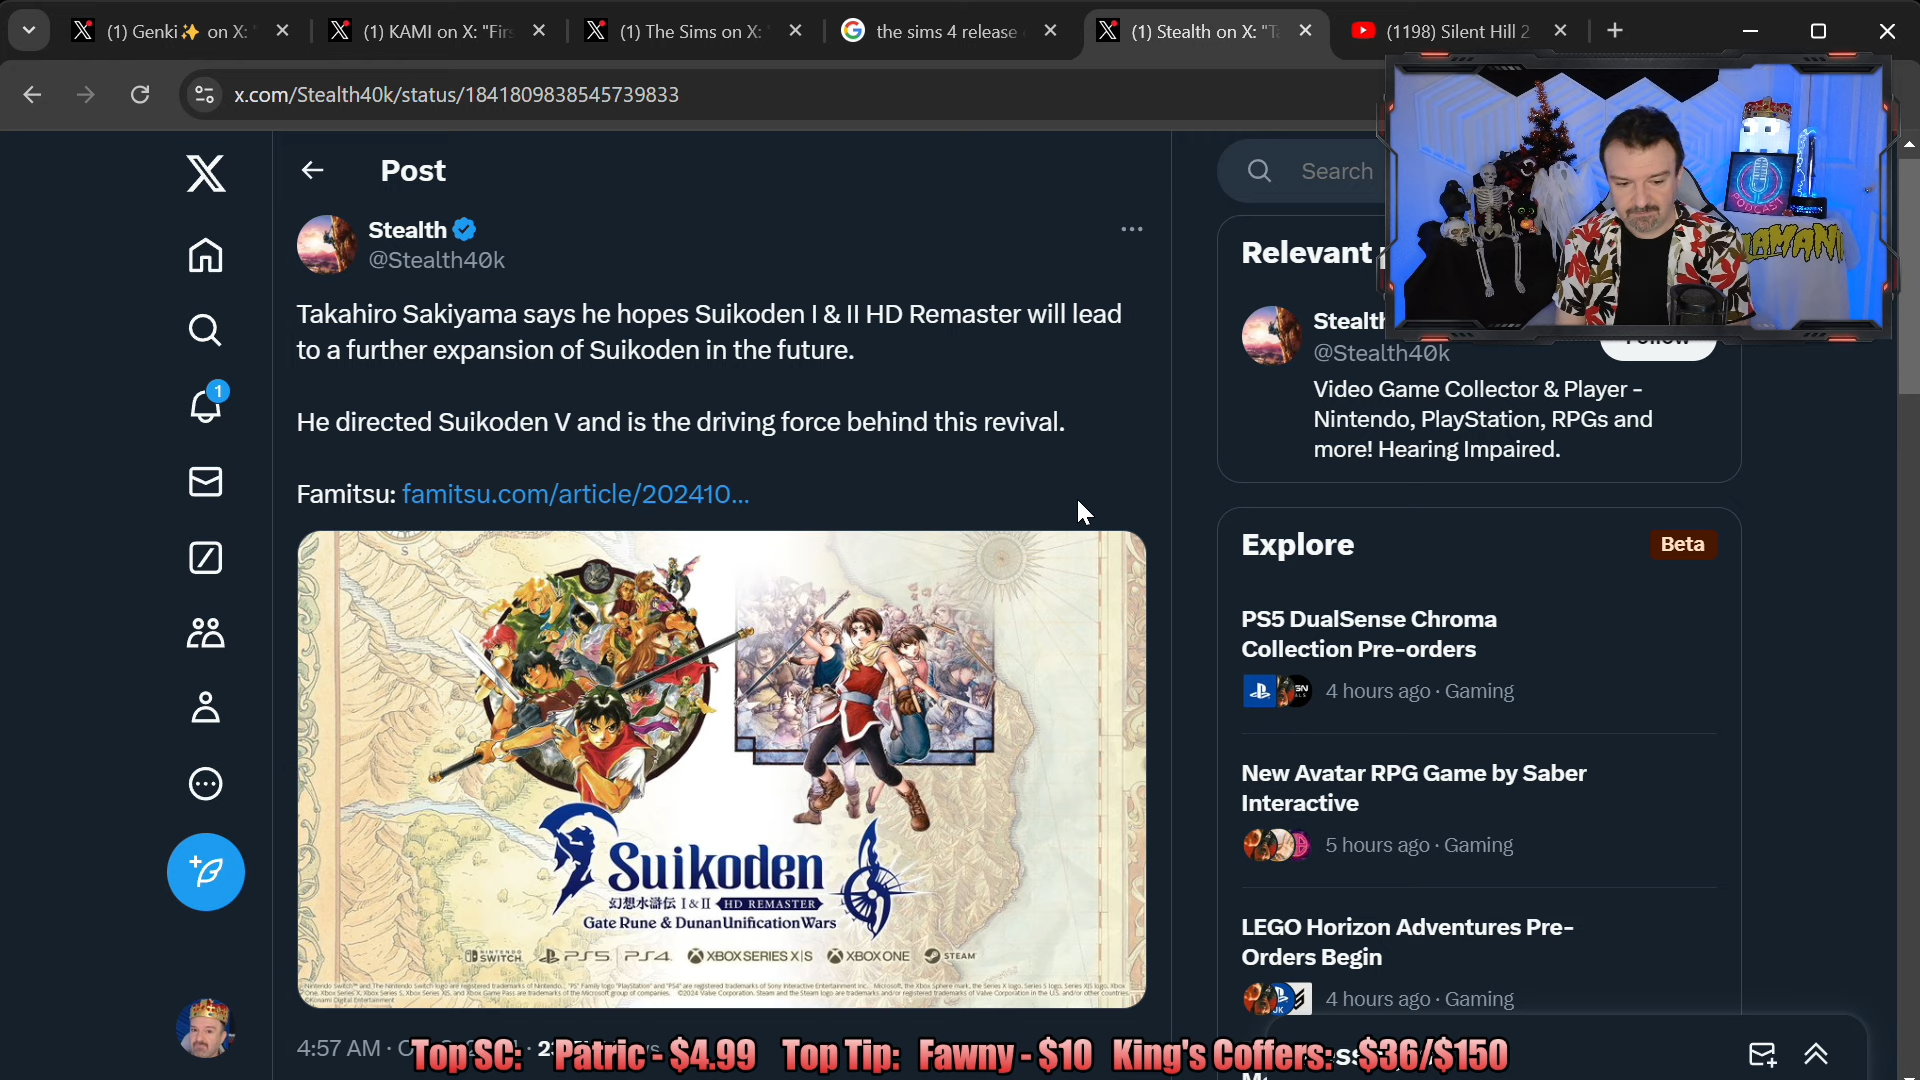 (1) Genki✨ on X: "
(1) KAMI on X: "Fir
(1) The Sims on X: "
the sims 4 release
(1) Stealth on X: "Ta
(1198) Silent Hill 2
x.com/Stealth40k/status/1841809838545739833
Post
Search
Stealth
@Stealth40k
Takahiro Sakiyama says he hopes Suikoden I & II HD Remaster will lead
to a further expansion of Suikoden in the future.
He directed Suikoden V and is the driving force behind this revival.
Famitsu: famitsu.com/article/202410...
Suikoden
幻想水滸伝 I&II HD REMASTER
Gate Rune & Dunan Unification Wars
NINTENDO SWITCH PS5 PS4 XBOX SERIES X|S XBOX ONE STEAM
4:57 AM
Relevant
Stealth
@Stealth40k
Follow
Video Game Collector & Player -
Nintendo, PlayStation, RPGs and
more! Hearing Impaired.
PODCAST
Explore
Beta
PS5 DualSense Chroma
Collection Pre-orders
4 hours ago · Gaming
New Avatar RPG Game by Saber
Interactive
5 hours ago · Gaming
LEGO Horizon Adventures Pre-
Orders Begin
4 hours ago · Gaming
1
Top SC: Patric - $4.99 Top Tip: Fawny - $10 King's Coffers: $36/$150